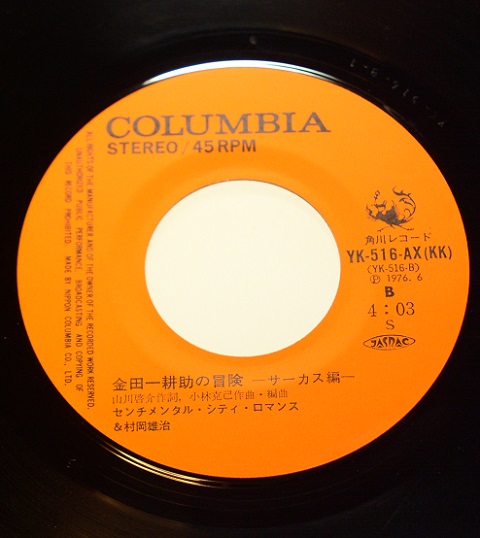 COLUMBIA
STEREO/45RPM
ALL RIGHTS OF THE MANUFACTURER AND OF THE OWNER OF THE RECORDED WORK RESERVED.
UNAUTHORIZED PUBLIC PERFORMANCE, BROADCASTING AND COPYING OF
THIS RECORD PROHIBITED. MADE BY NIPPON COLUMBIA CO., LTD.
角川レコード
YK-516-AX(KK)
(YK-516-B)
Ⓟ 1976. 6
B
4:03
S
JASRAC
金田一耕助の冒険 ―サーカス編―
山川啓介作詞, 小林克己作曲・編曲
センチメンタル・シティ・ロマンス
&村岡雄治